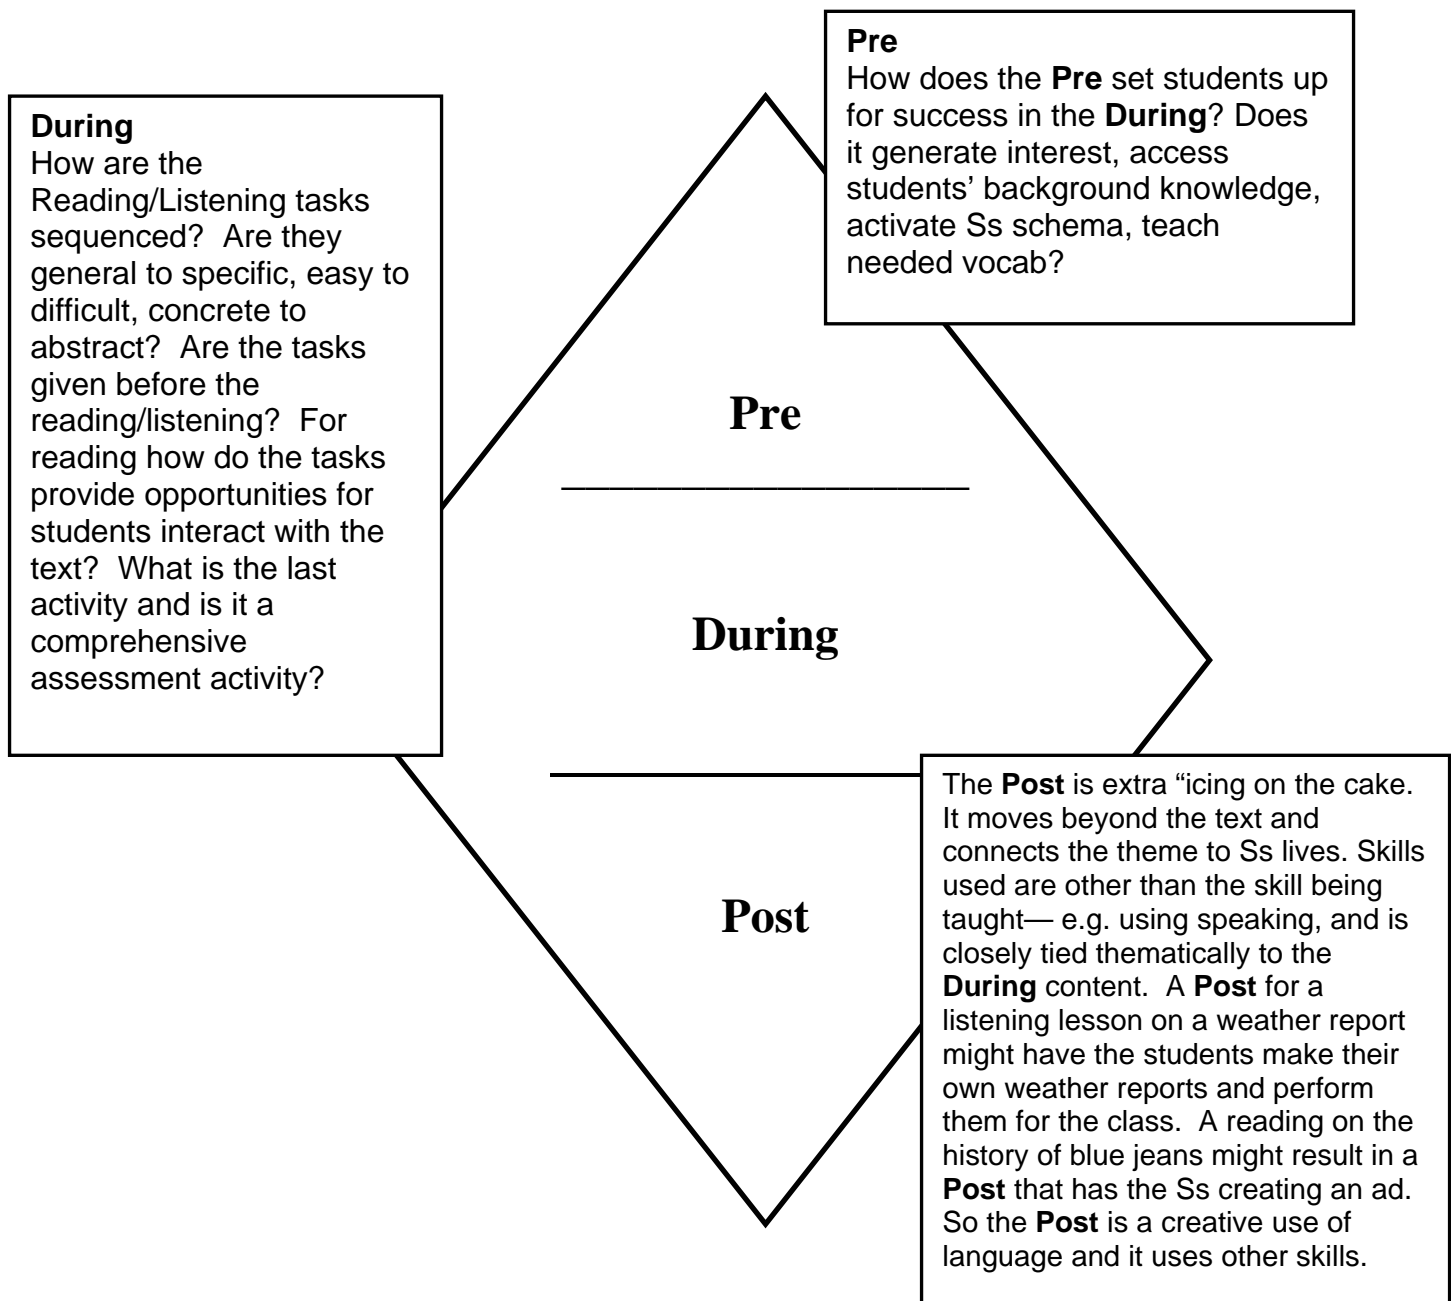 Pre
How does the Pre set students up
for success in the During? Does
it generate interest, access
students’ background knowledge,
activate Ss schema, teach
needed vocab?
During
How are the
Reading/Listening tasks
sequenced?  Are they
general to specific, easy to
difficult, concrete to
abstract?  Are the tasks
given before the
reading/listening?  For
reading how do the tasks
provide opportunities for
students interact with the
text?  What is the last
activity and is it a
comprehensive
assessment activity?
Pre
During
Post
The Post is extra “icing on the cake.
It moves beyond the text and
connects the theme to Ss lives. Skills
used are other than the skill being
taught— e.g. using speaking, and is
closely tied thematically to the
During content.  A Post for a
listening lesson on a weather report
might have the students make their
own weather reports and perform
them for the class.  A reading on the
history of blue jeans might result in a
Post that has the Ss creating an ad.
So the Post is a creative use of
language and it uses other skills.